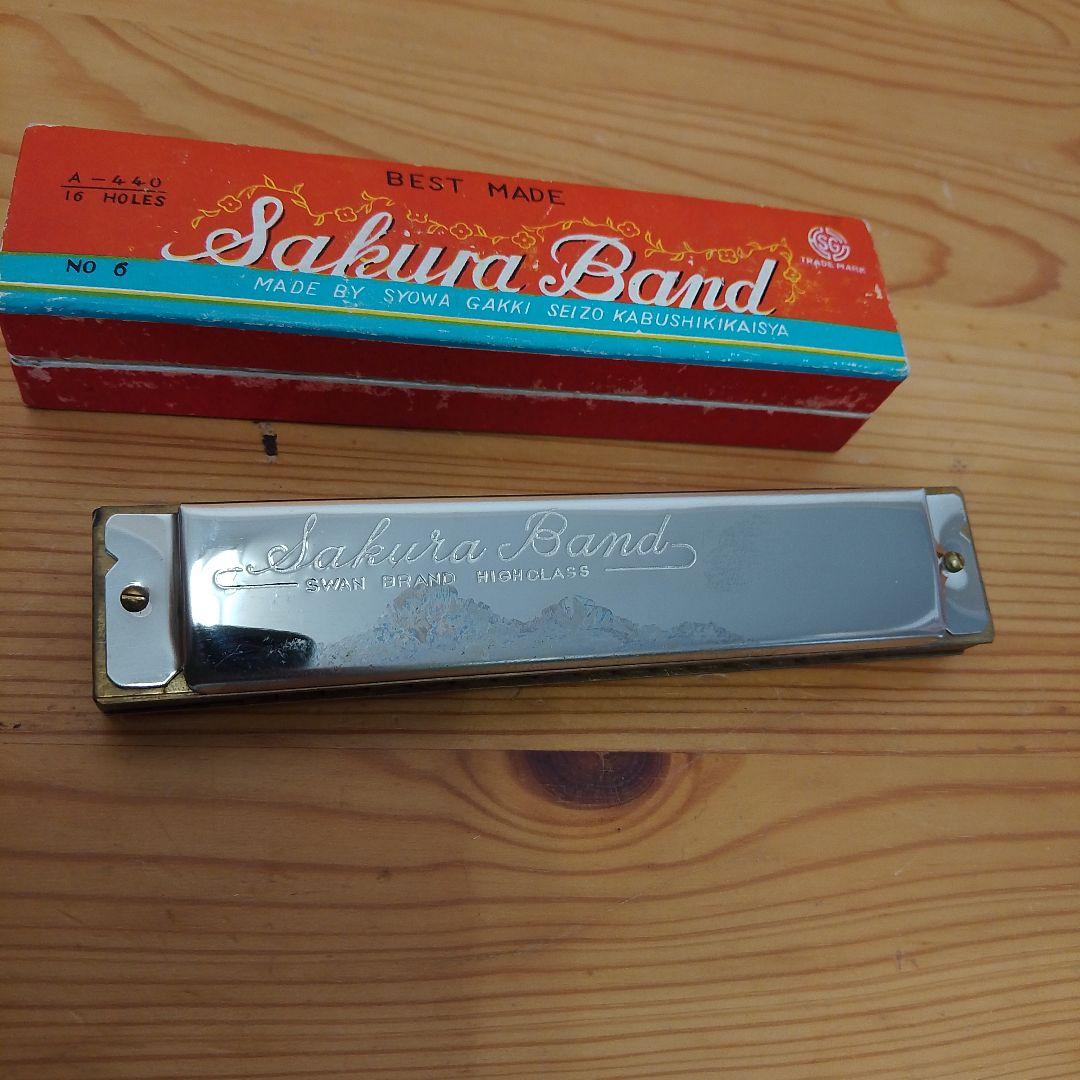 A-440
16 HOLES
BEST MADE
Sakura Band
SG
TRADE MARK
NO 6
MADE BY SYOWA GAKKI SEIZO KABUSHIKIKAISYA
Sakura Band
SWAN BRAND HIGHCLASS